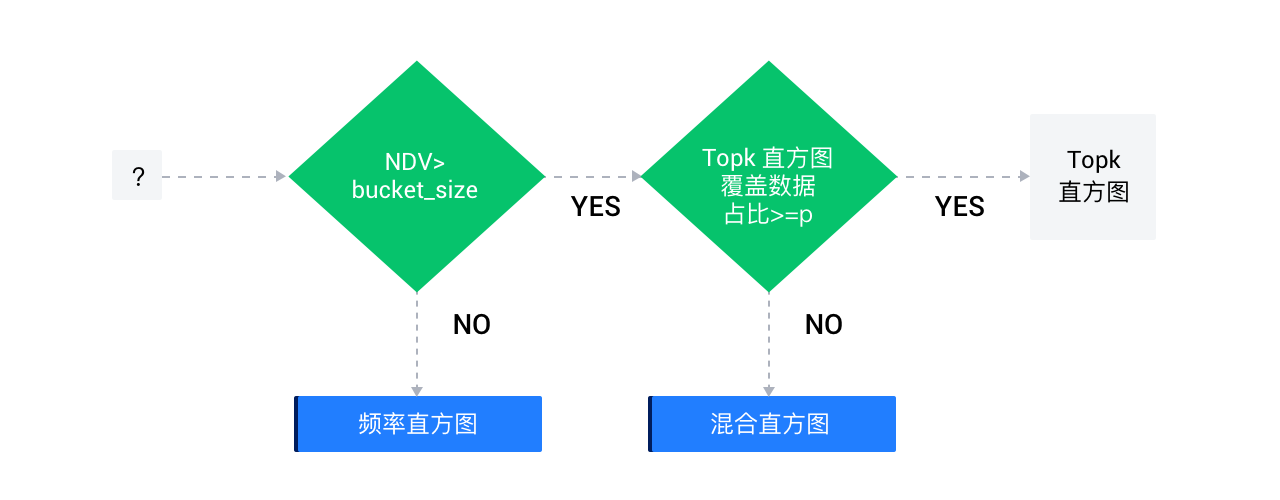 ?
NDV>
bucket_size
YES
Topk 直方图
覆盖数据
占比>=p
YES
Topk
直方图
NO
NO
频率直方图
混合直方图